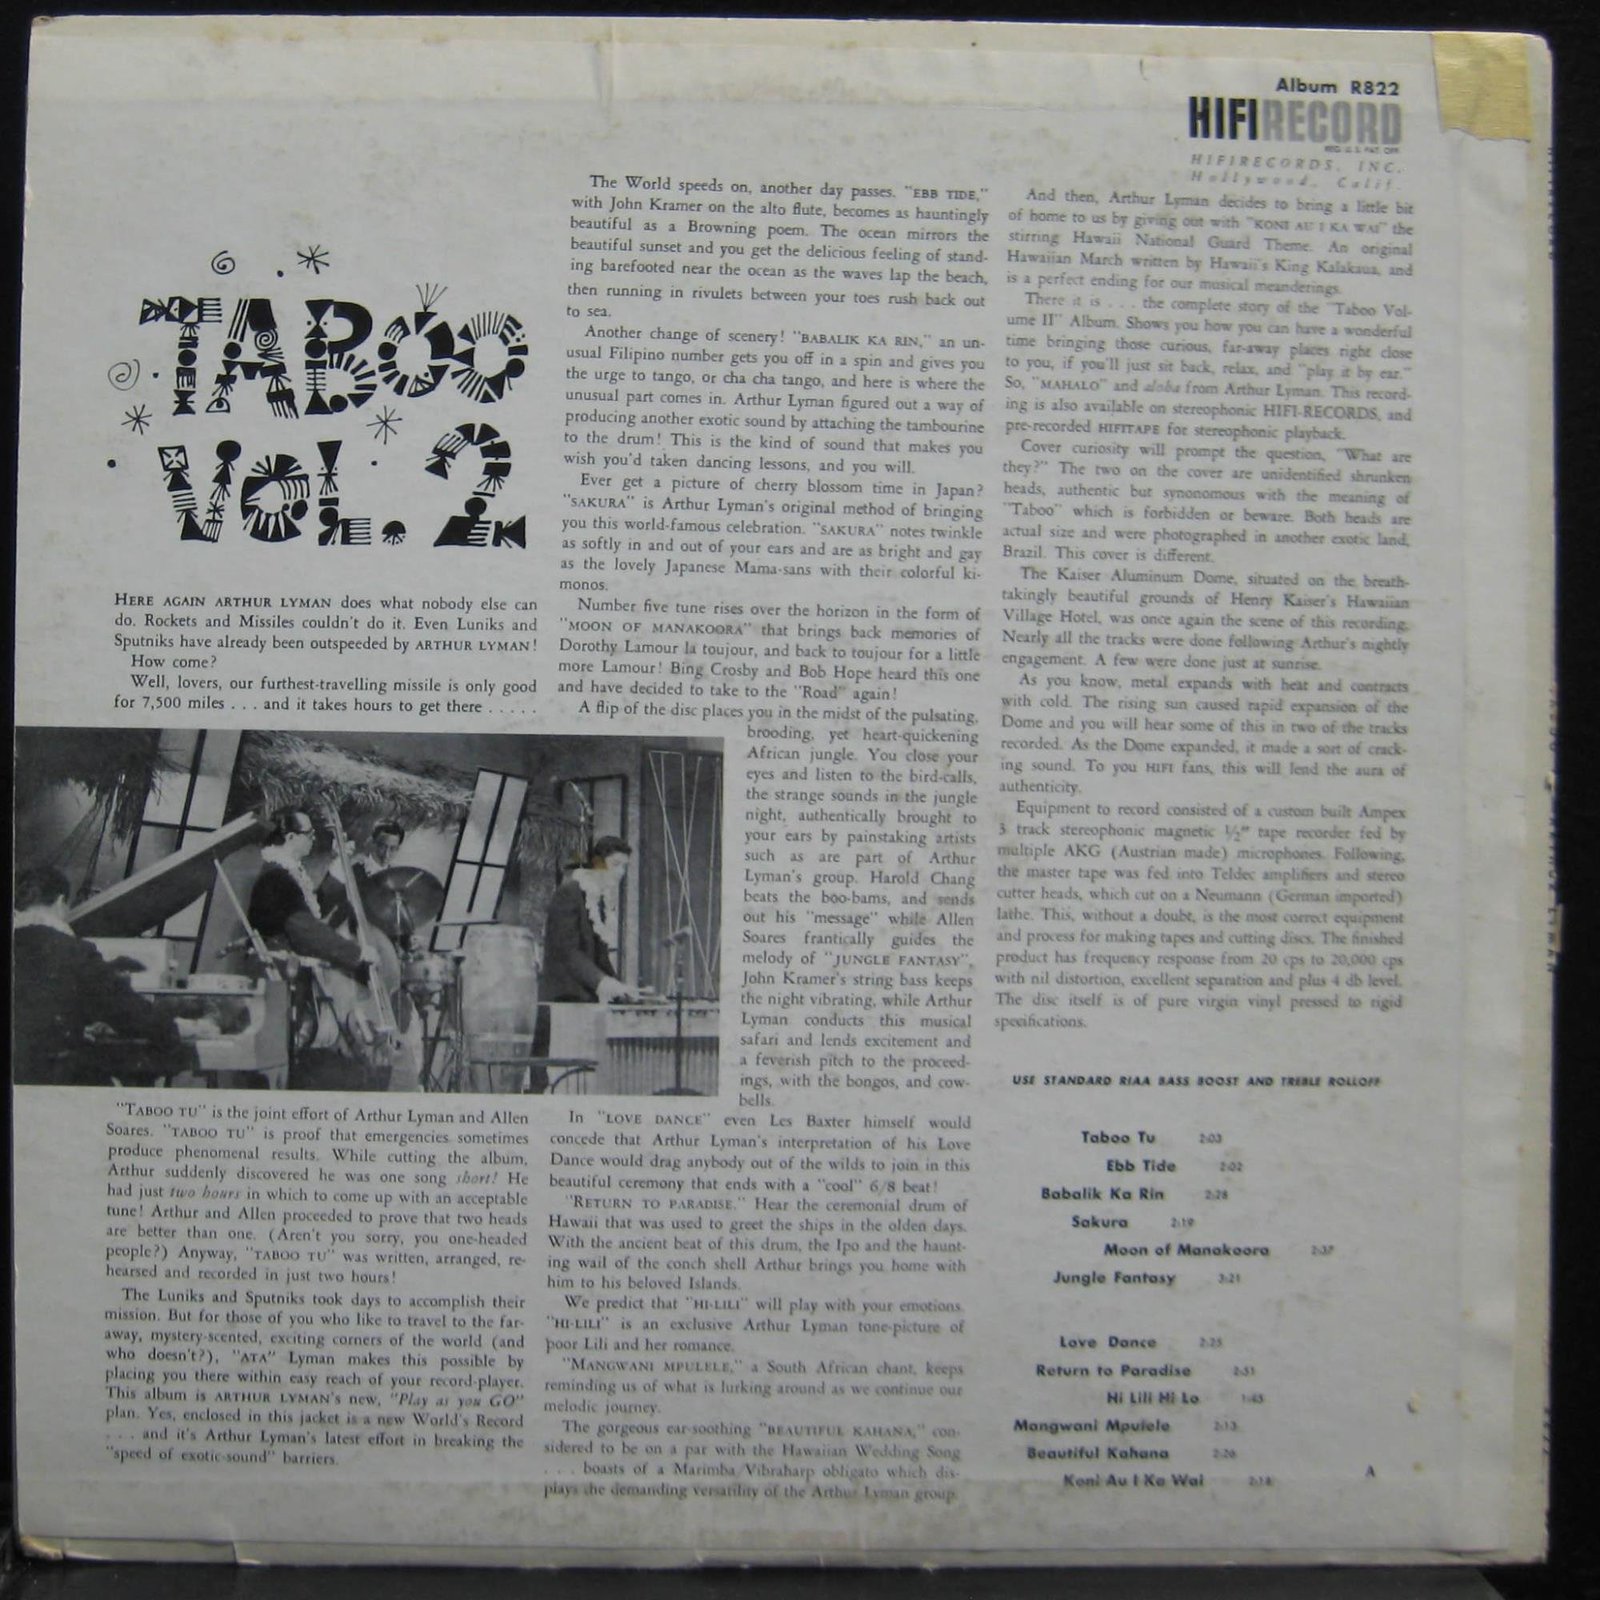 Album R822
HIFIRECORD
REG. U.S. PAT. OFF.
HIFIRECORDS, INC.
Hollywood, Calif.
TABOO
VOL. 2
HERE AGAIN ARTHUR LYMAN does what nobody else can
do. Rockets and Missiles couldn't do it. Even Luniks and
Sputniks have already been outspeeded by ARTHUR LYMAN!
How come?
Well, lovers, our furthest-travelling missile is only good
for 7,500 miles . . . and it takes hours to get there . . . . .
"TABOO TU" is the joint effort of Arthur Lyman and Allen
Soares. "TABOO TU" is proof that emergencies sometimes
produce phenomenal results. While cutting the album,
Arthur suddenly discovered he was one song short! He
had just two hours in which to come up with an acceptable
tune! Arthur and Allen proceeded to prove that two heads
are better than one. (Aren't you sorry, you one-headed
people?) Anyway, "TABOO TU" was written, arranged, re-
hearsed and recorded in just two hours!
The Luniks and Sputniks took days to accomplish their
mission. But for those of you who like to travel to the far-
away, mystery-scented, exciting corners of the world (and
who doesn't?), "ATA" Lyman makes this possible by
placing you there within easy reach of your record-player.
This album is ARTHUR LYMAN's new, "Play as you GO"
plan. Yes, enclosed in this jacket is a new World's Record
. . . and it's Arthur Lyman's latest effort in breaking the
"speed of exotic-sound" barriers.
The World speeds on, another day passes. "EBB TIDE,"
with John Kramer on the alto flute, becomes as hauntingly
beautiful as a Browning poem. The ocean mirrors the
beautiful sunset and you get the delicious feeling of stand-
ing barefooted near the ocean as the waves lap the beach,
then running in rivulets between your toes rush back out
to sea.
Another change of scenery! "BABALIK KA RIN," an un-
usual Filipino number gets you off in a spin and gives you
the urge to tango, or cha cha tango, and here is where the
unusual part comes in. Arthur Lyman figured out a way of
producing another exotic sound by attaching the tambourine
to the drum! This is the kind of sound that makes you
wish you'd taken dancing lessons, and you will.
Ever get a picture of cherry blossom time in Japan?
"SAKURA" is Arthur Lyman's original method of bringing
you this world-famous celebration. "SAKURA" notes twinkle
as softly in and out of your ears and are as bright and gay
as the lovely Japanese Mama-sans with their colorful ki-
monos.
Number five tune rises over the horizon in the form of
"MOON OF MANAKOORA" that brings back memories of
Dorothy Lamour la toujour, and back to toujour for a little
more Lamour! Bing Crosby and Bob Hope heard this one
and have decided to take to the "Road" again!
A flip of the disc places you in the midst of the pulsating,
brooding, yet heart-quickening
African jungle. You close your
eyes and listen to the bird-calls,
the strange sounds in the jungle
night, authentically brought to
your ears by painstaking artists
such as are part of Arthur
Lyman's group. Harold Chang
beats the boo-bams, and sends
out his "message" while Allen
Soares frantically guides the
melody of "JUNGLE FANTASY",
John Kramer's string bass keeps
the night vibrating, while Arthur
Lyman conducts this musical
safari and lends excitement and
a feverish pitch to the proceed-
ings, with the bongos, and cow-
bells.
In "LOVE DANCE" even Les Baxter himself would
concede that Arthur Lyman's interpretation of his Love
Dance would drag anybody out of the wilds to join in this
beautiful ceremony that ends with a "cool" 6/8 beat!
"RETURN TO PARADISE." Hear the ceremonial drum of
Hawaii that was used to greet the ships in the olden days.
With the ancient beat of this drum, the Ipo and the haunt-
ing wail of the conch shell Arthur brings you home with
him to his beloved Islands.
We predict that "HI-LILI" will play with your emotions.
"HI-LILI" is an exclusive Arthur Lyman tone-picture of
poor Lili and her romance.
"MANGWANI MPULELE," a South African chant, keeps
reminding us of what is lurking around as we continue our
melodic journey.
The gorgeous ear-soothing "BEAUTIFUL KAHANA," con-
sidered to be on a par with the Hawaiian Wedding Song
. . . boasts of a Marimba/Vibraharp obligato which dis-
plays the demanding versatility of the Arthur Lyman group.
And then, Arthur Lyman decides to bring a little bit
of home to us by giving out with "KONI AU I KA WAI" the
stirring Hawaii National Guard Theme. An original
Hawaiian March written by Hawaii's King Kalakaua, and
is a perfect ending for our musical meanderings.
There it is . . . the complete story of the "Taboo Vol-
ume II" Album. Shows you how you can have a wonderful
time bringing those curious, far-away places right close
to you, if you'll just sit back, relax, and "play it by ear."
So, "MAHALO" and aloha from Arthur Lyman. This record-
ing is also available on stereophonic HIFI-RECORDS, and
pre-recorded HIFITAPE for stereophonic playback.
Cover curiosity will prompt the question, "What are
they?" The two on the cover are unidentified shrunken
heads, authentic but synonomous with the meaning of
"Taboo" which is forbidden or beware. Both heads are
actual size and were photographed in another exotic land,
Brazil. This cover is different.
The Kaiser Aluminum Dome, situated on the breath-
takingly beautiful grounds of Henry Kaiser's Hawaiian
Village Hotel, was once again the scene of this recording.
Nearly all the tracks were done following Arthur's nightly
engagement. A few were done just at sunrise.
As you know, metal expands with heat and contracts
with cold. The rising sun caused rapid expansion of the
Dome and you will hear some of this in two of the tracks
recorded. As the Dome expanded, it made a sort of crack-
ing sound. To you HIFI fans, this will lend the aura of
authenticity.
Equipment to record consisted of a custom built Ampex
3 track stereophonic magnetic ½" tape recorder fed by
multiple AKG (Austrian made) microphones. Following,
the master tape was fed into Teldec amplifiers and stereo
cutter heads, which cut on a Neumann (German imported)
lathe. This, without a doubt, is the most correct equipment
and process for making tapes and cutting discs. The finished
product has frequency response from 20 cps to 20,000 cps
with nil distortion, excellent separation and plus 4 db level.
The disc itself is of pure virgin vinyl pressed to rigid
specifications.
USE STANDARD RIAA BASS BOOST AND TREBLE ROLLOFF
Taboo Tu 2:03
Ebb Tide 2:02
Babalik Ka Rin 2:28
Sakura 2:19
Moon of Manakoora 2:37
Jungle Fantasy 3:21
Love Dance 2:25
Return to Paradise 2:51
Hi Lili Hi Lo 1:45
Mangwani Mpulele 2:13
Beautiful Kahana 2:26
Koni Au I Ka Wai 2:18
A